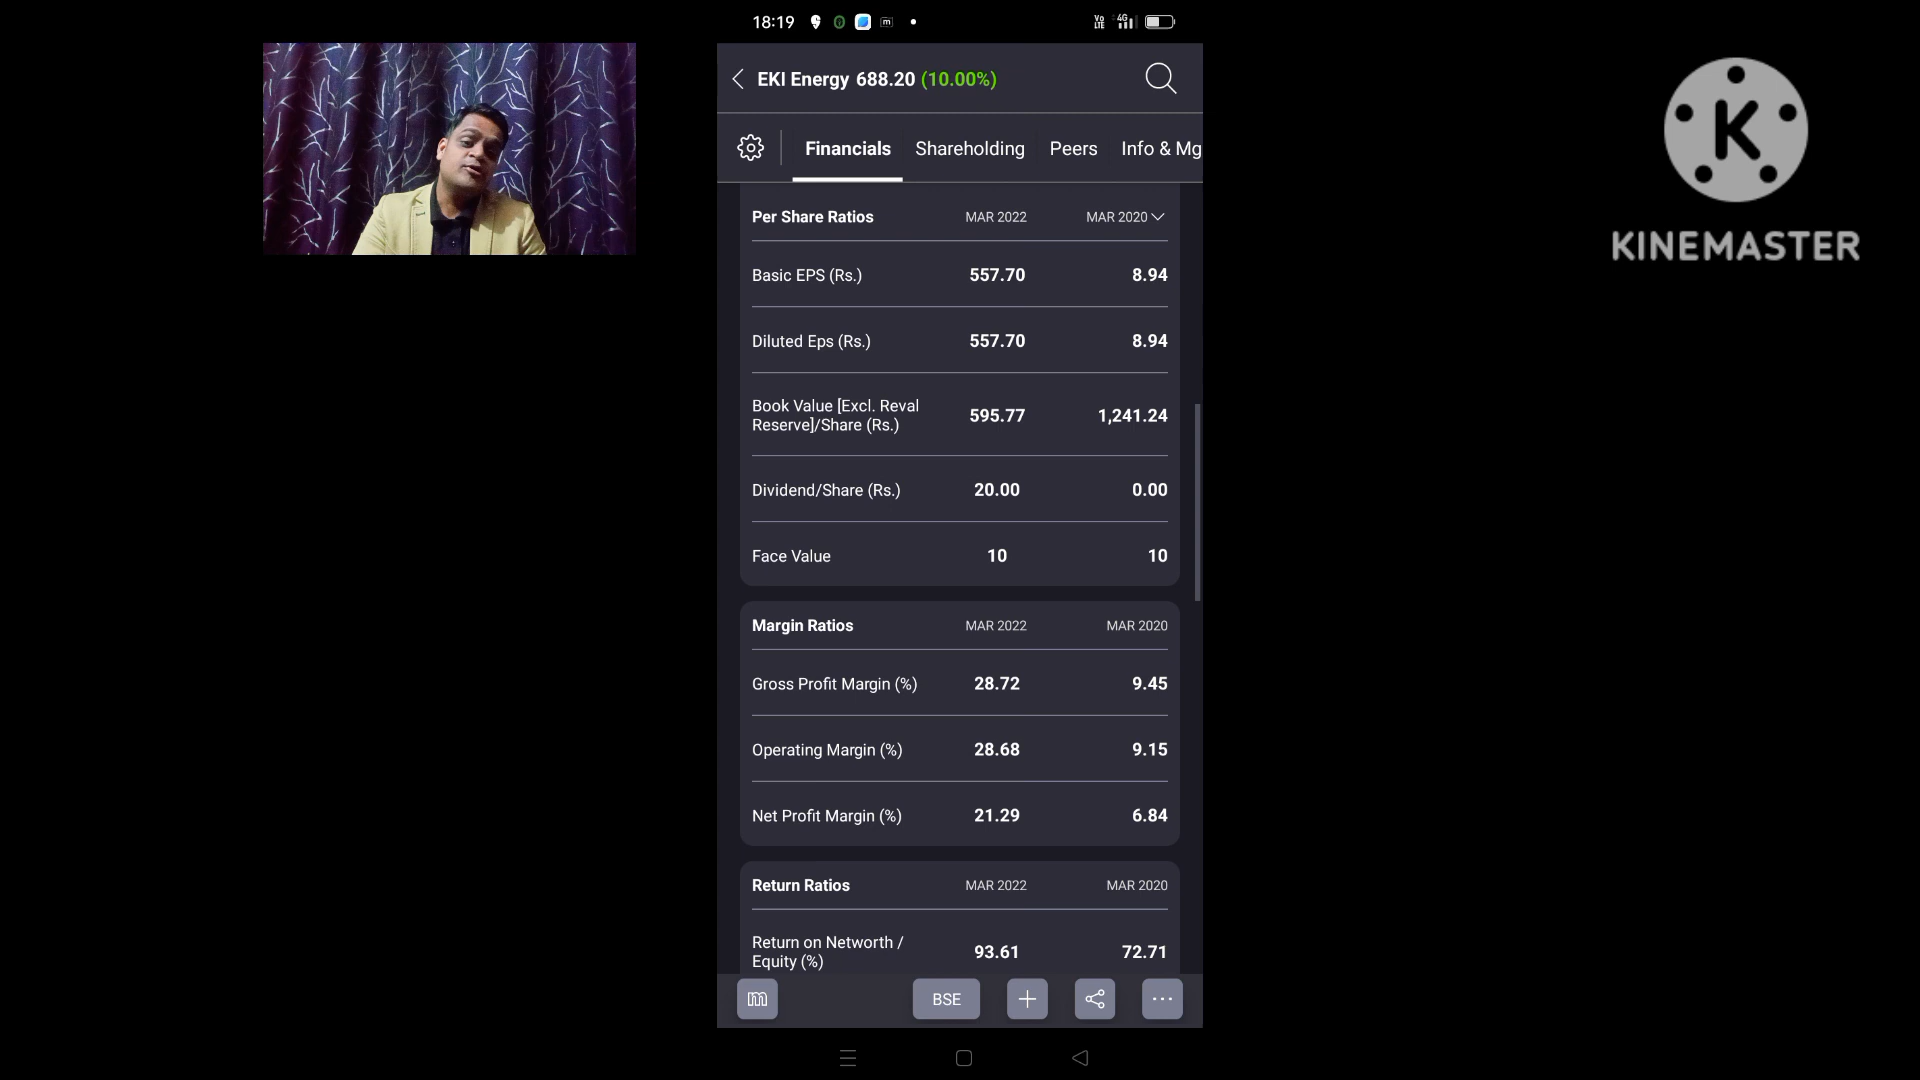 18:19
Vo LTE 4G
EKI Energy 688.20 (10.00%)
Financials Shareholding Peers Info & Mg
Per Share Ratios MAR 2022 MAR 2020
Basic EPS (Rs.) 557.70 8.94
Diluted Eps (Rs.) 557.70 8.94
Book Value [Excl. Reval
Reserve]/Share (Rs.) 595.77 1,241.24
Dividend/Share (Rs.) 20.00 0.00
Face Value 10 10
Margin Ratios MAR 2022 MAR 2020
Gross Profit Margin (%) 28.72 9.45
Operating Margin (%) 28.68 9.15
Net Profit Margin (%) 21.29 6.84
Return Ratios MAR 2022 MAR 2020
Return on Networth /
Equity (%) 93.61 72.71
m BSE
K
KINEMASTER